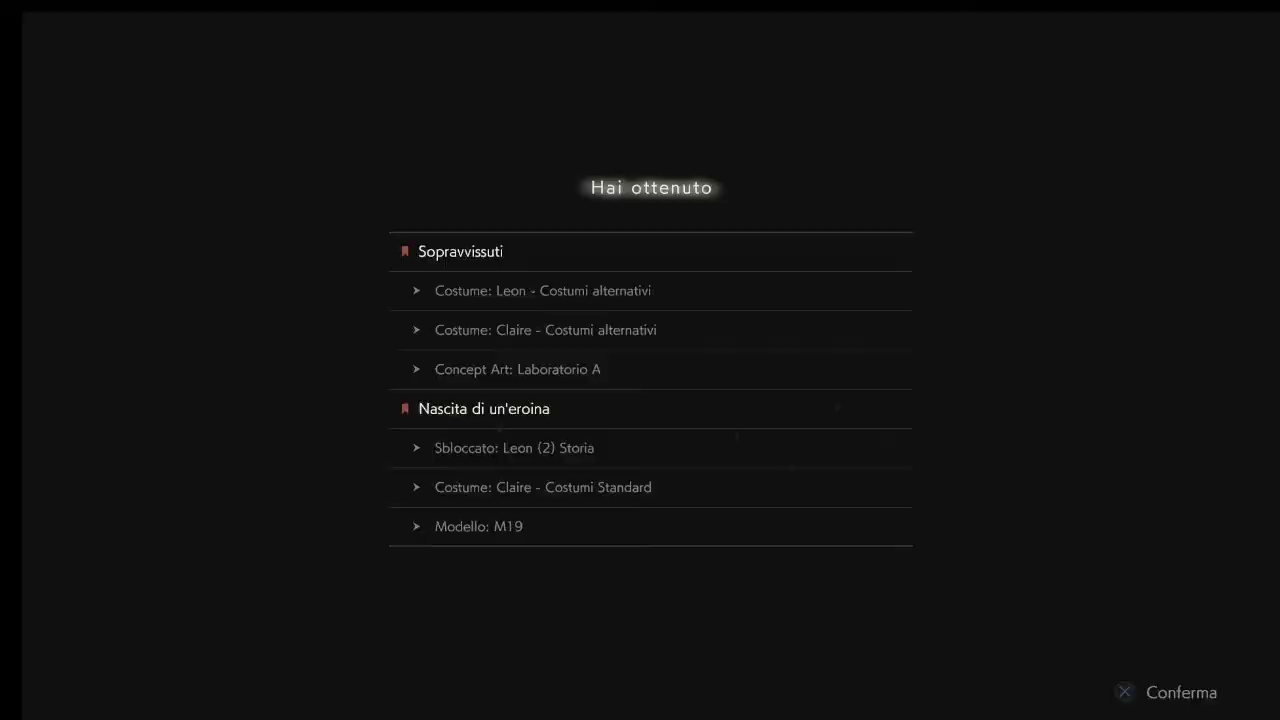 Hai ottenuto
Sopravvissuti
Costume: Leon - Costumi alternativi
Costume: Claire - Costumi alternativi
Concept Art: Laboratorio A
Nascita di un'eroina
Sbloccato: Leon (2) Storia
Costume: Claire - Costumi Standard
Modello: M19
Conferma